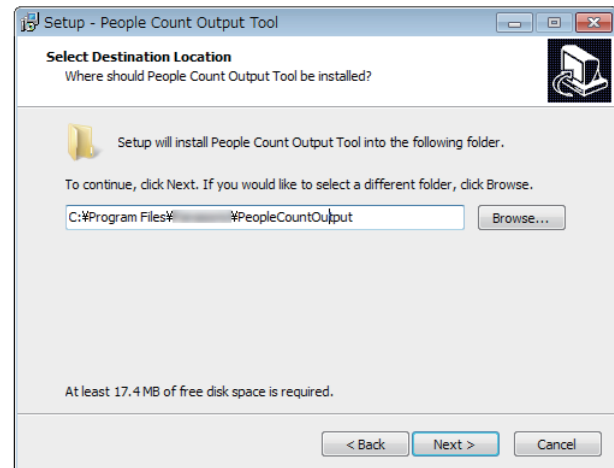 Setup - People Count Output Tool
Select Destination Location
Where should People Count Output Tool be installed?
Setup will install People Count Output Tool into the following folder.
To continue, click Next. If you would like to select a different folder, click Browse.
C:¥Program Files¥ ¥PeopleCountOutput
Browse...
At least 17.4 MB of free disk space is required.
< Back
Next >
Cancel